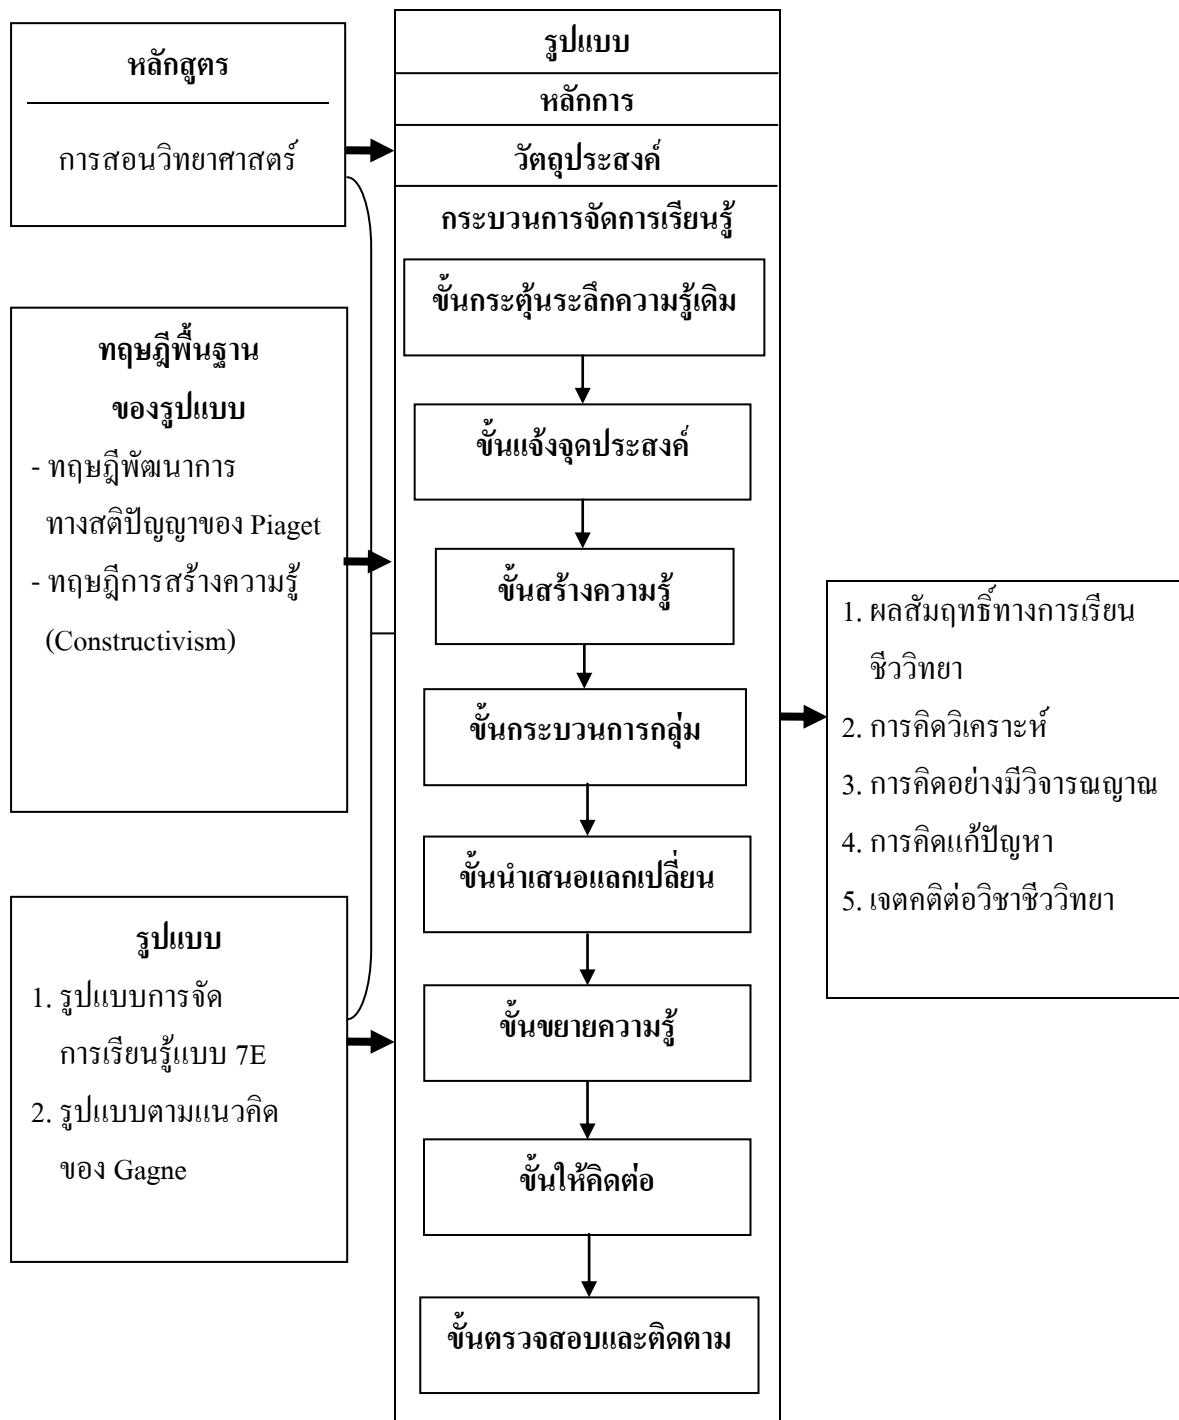 หลักสูตร
การสอนวิทยาศาสตร์
ทฤษฎีพื้นฐาน
ของรูปแบบ
- ทฤษฎีพัฒนาการ
ทางสติปัญญาของ Piaget
- ทฤษฎีการสร้างความรู้
(Constructivism)
รูปแบบ
1. รูปแบบการจัด
การเรียนรู้แบบ 7E
2. รูปแบบตามแนวคิด
ของ Gagne
รูปแบบ
หลักการ
วัตถุประสงค์
กระบวนการจัดการเรียนรู้
ขั้นกระตุ้นระลึกความรู้เดิม
ขั้นแจ้งจุดประสงค์
ขั้นสร้างความรู้
ขั้นกระบวนการกลุ่ม
ขั้นนำเสนอแลกเปลี่ยน
ขั้นขยายความรู้
ขั้นให้คิดต่อ
ขั้นตรวจสอบและติดตาม
1. ผลสัมฤทธิ์ทางการเรียน
ชีววิทยา
2. การคิดวิเคราะห์
3. การคิดอย่างมีวิจารณญาณ
4. การคิดแก้ปัญหา
5. เจตคติต่อวิชาชีววิทยา